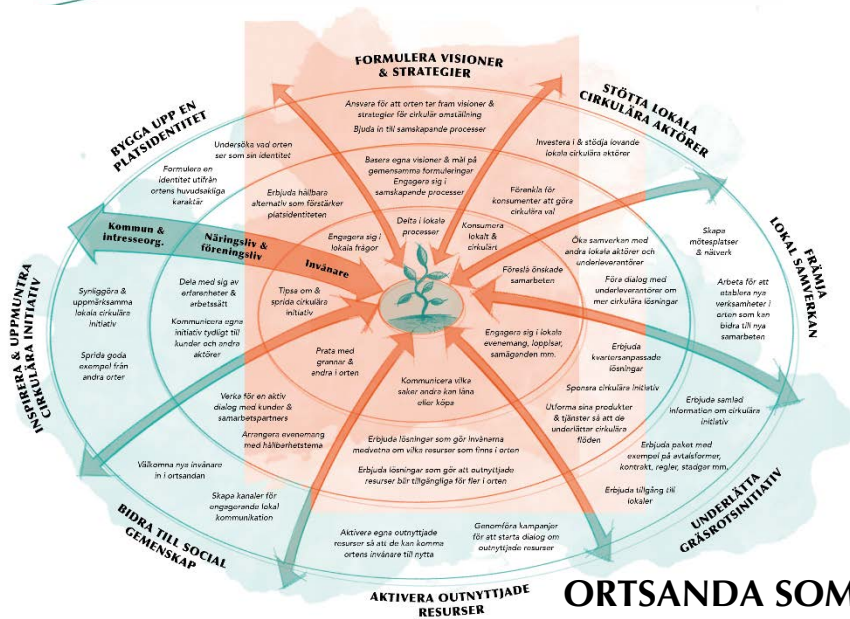 FORMULERA VISIONER
& STRATEGIER
Ansvara för att orten tar fram visioner &
strategier för cirkulär omställning
Bjuda in till samskapande processer
Basera egna visioner & mål på
gemensamma formuleringar
Engagera sig i
samskapande processer
Delta i lokala
processer
STÖTTA LOKALA
CIRKULÄRA AKTÖRER
Investera i & stödja lovande
lokala cirkulära aktörer
Förenkla för
konsumenter att göra
cirkulära val
Konsumera
lokalt &
cirkulärt
FRÄMJA
LOKAL SAMVERKAN
Skapa
mötesplatser
& nätverk
Arbeta för att
etablera nya
verksamheter i
orten som kan
bidra till nya
samarbeten
Öka samverkan med
andra lokala aktörer och
underleverantörer
Föra dialog med
underleverantörer om
mer cirkulära lösningar
Föreslå önskade
samarbeten
UNDERLÄTTA
GRÄSROTSINITIATIV
Erbjuda samlad
information om cirkulära
initiativ
Erbjuda paket med
exempel på avtalsformer,
kontrakt, regler, stadgar mm.
Erbjuda tillgång till
lokaler
Erbjuda
kvartersanpassade
lösningar
Sponsra cirkulära initiativ
Utforma sina produkter
& tjänster så att de
underlättar cirkulära
flöden
Engagera sig i lokala
evenemang, loppisar,
samäganden mm.
AKTIVERA OUTNYTTJADE
RESURSER
Aktivera egna outnyttjade
resurser så att de kan komma
ortens invånare till nytta
Genomföra kampanjer
för att starta dialog om
outnyttjade resurser
Erbjuda lösningar som gör invånarna
medvetna om vilka resurser som finns i orten
Erbjuda lösningar som gör att outnyttjade
resurser blir tillgängliga för fler i orten
Kommunicera vilka
saker andra kan låna
eller köpa
BIDRA TILL SOCIAL
GEMENSKAP
Välkomna nya invånare
in i ortsandan
Skapa kanaler för
engagerande lokal
kommunikation
Verka för en aktiv
dialog med kunder &
samarbetspartners
Arrangera evenemang
med hållbarhetstema
Prata med
grannar &
andra i orten
INSPIRERA & UPPMUNTRA
CIRKULÄRA INITIATIV
Synliggöra &
uppmärksamma
lokala cirkulära
initiativ
Sprida goda
exempel från
andra orter
Dela med sig av
erfarenheter &
arbetssätt
Kommunicera egna
initiativ tydligt till
kunder och andra
aktörer
Tipsa om &
sprida cirkulära
initiativ
BYGGA UPP EN
PLATSIDENTITET
Undersöka vad orten
ser som sin identitet
Formulera en
identitet utifrån
ortens huvudsakliga
karaktär
Erbjuda hållbara
alternativ som förstärker
platsidentiteten
Engagera sig i
lokala frågor
Kommun &
intresseorg.
Näringsliv &
föreningsliv
Invånare
ORTSANDA SOM